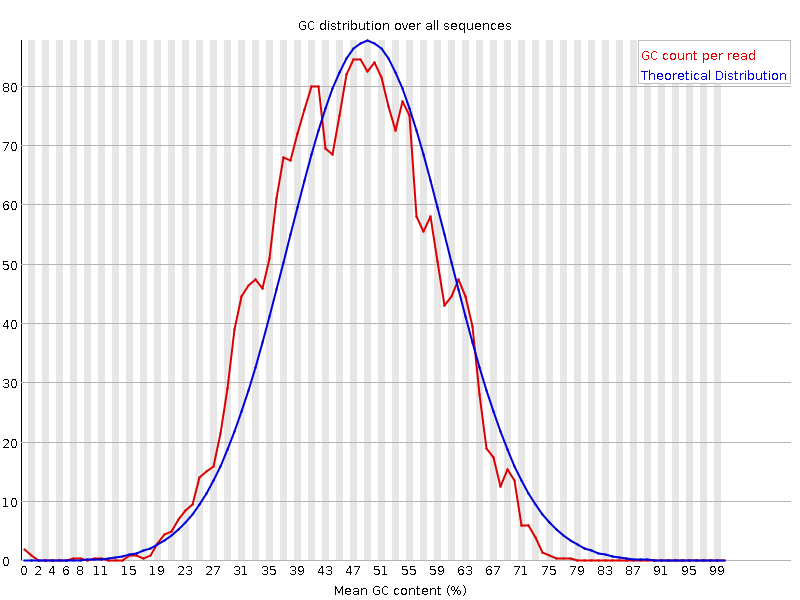 GC distribution over all sequences
GC count per read
Theoretical Distribution
80
70
60
50
40
30
20
10
0
0 2 4 6 8 11 15 19 23 27 31 35 39 43 47 51 55 59 63 67 71 75 79 83 87 91 95 99
Mean GC content (%)